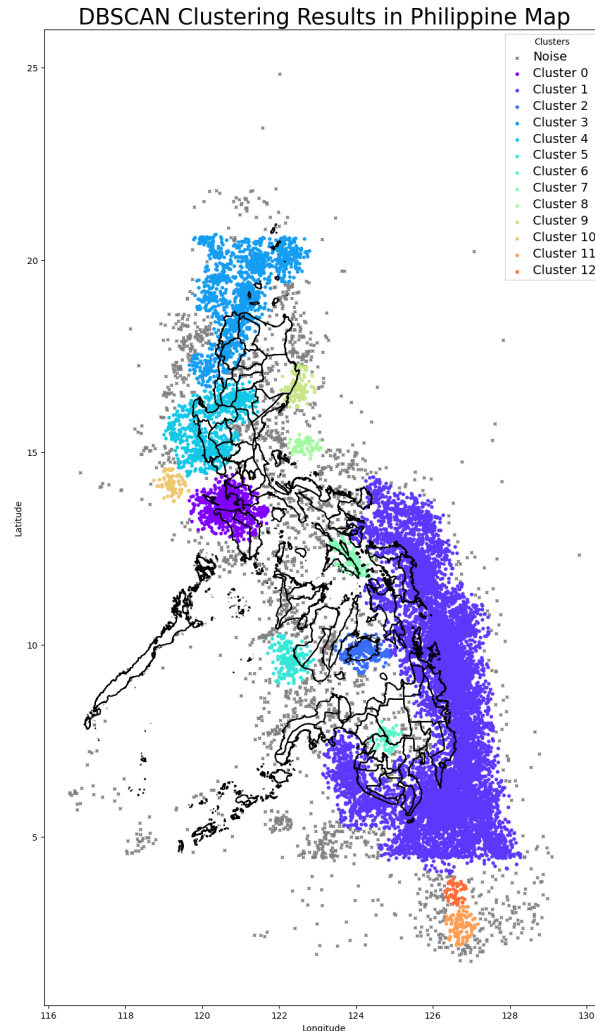 DBSCAN Clustering Results in Philippine Map
Clusters
Noise
Cluster 0
Cluster 1
Cluster 2
Cluster 3
Cluster 4
Cluster 5
Cluster 6
Cluster 7
Cluster 8
Cluster 9
Cluster 10
Cluster 11
Cluster 12
Latitude
25
20
15
10
5
116 118 120 122 124 126 128 130
Longitude